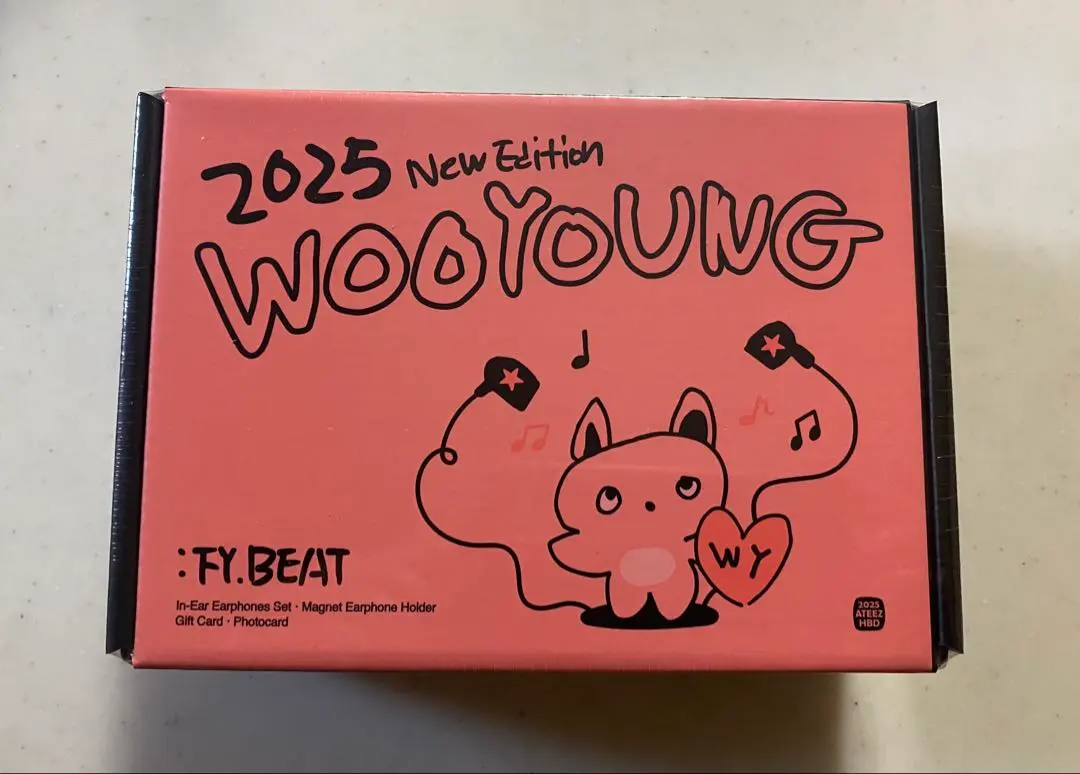 2025 New Edition
WOOYOUNG
WY
:FY.BEAT
In-Ear Earphones Set · Magnet Earphone Holder
Gift Card · Photocard
2025
ATEEZ
HBD